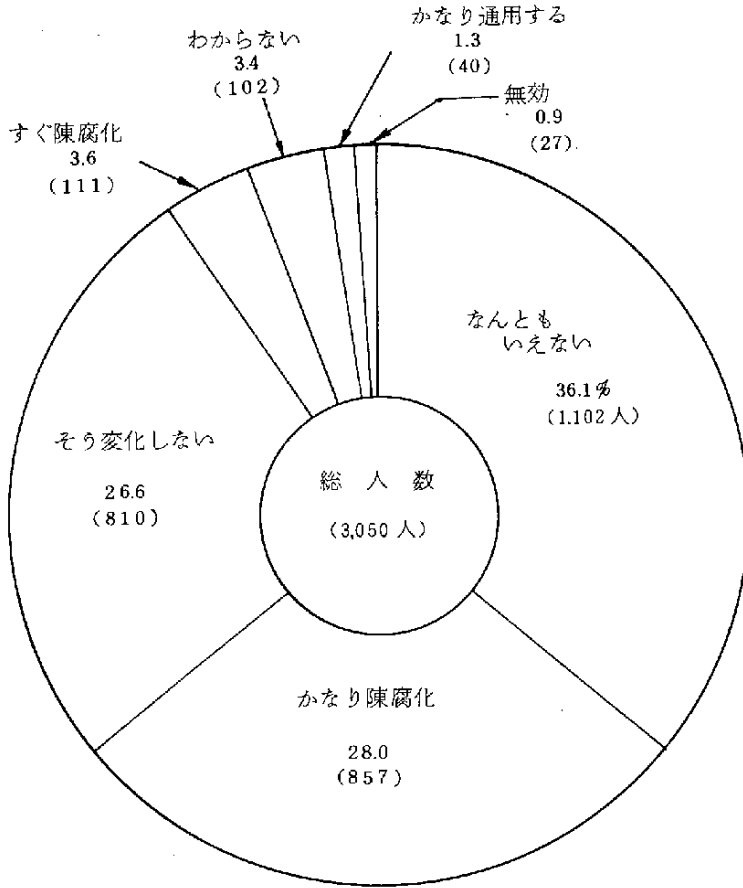 かなり通用する
1.3
(40)
わからない
3.4
(102)
無効
0.9
(27)
すぐ陳腐化
3.6
(111)
なんとも
いえない
36.1%
(1.102人)
そう変化しない
26.6
(810)
総人数
(3,050人)
かなり陳腐化
28.0
(857)